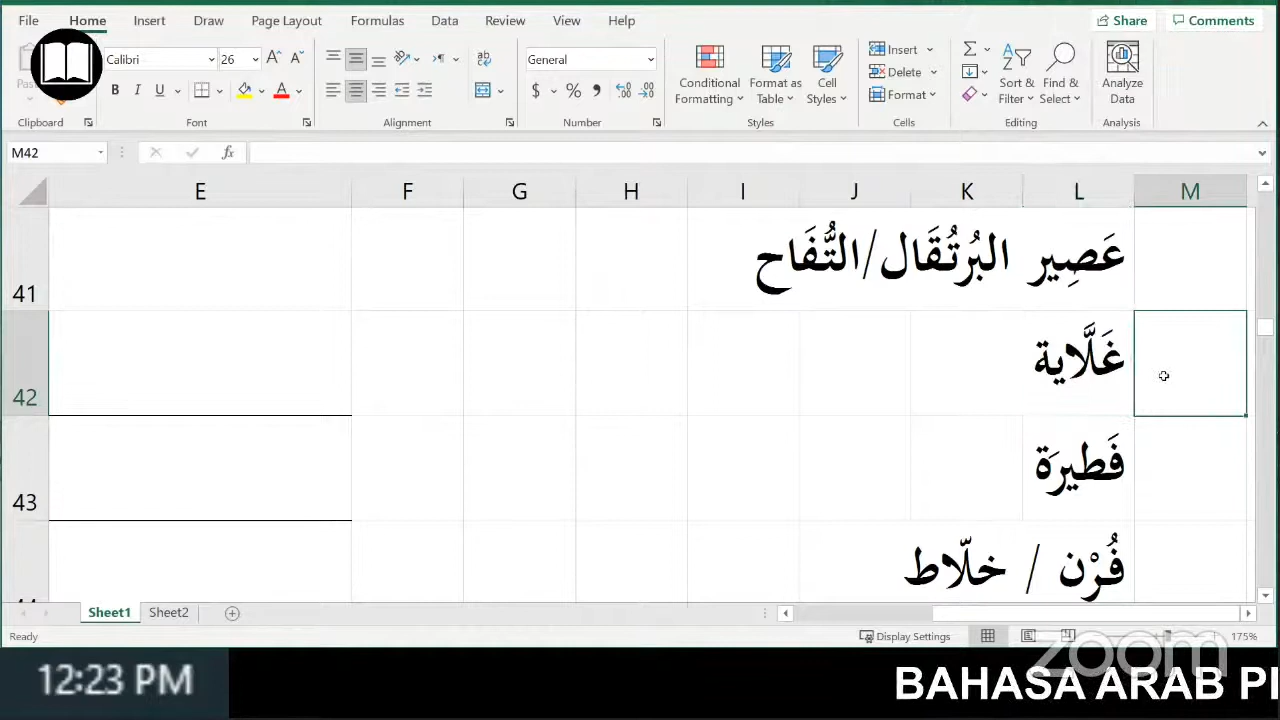 File Home Insert Draw Page Layout Formulas Data Review View Help Share Comments
Calibri 26 General
Insert
Delete
Format
Conditional Formatting
Format as Table
Cell Styles
Sort & Filter
Find & Select
Analyze Data
Clipboard Font Alignment Number Styles Cells Editing Analysis
M42 fx
E F G H I J K L M
41 عَصِير البُرتُقَال/التُّفَاح
42 غَلَّاية
43 فَطيرَة
فُرْن / خلّاط
Sheet1 Sheet2
Ready Display Settings 175%
zoom
12:23 PM BAHASA ARAB PI